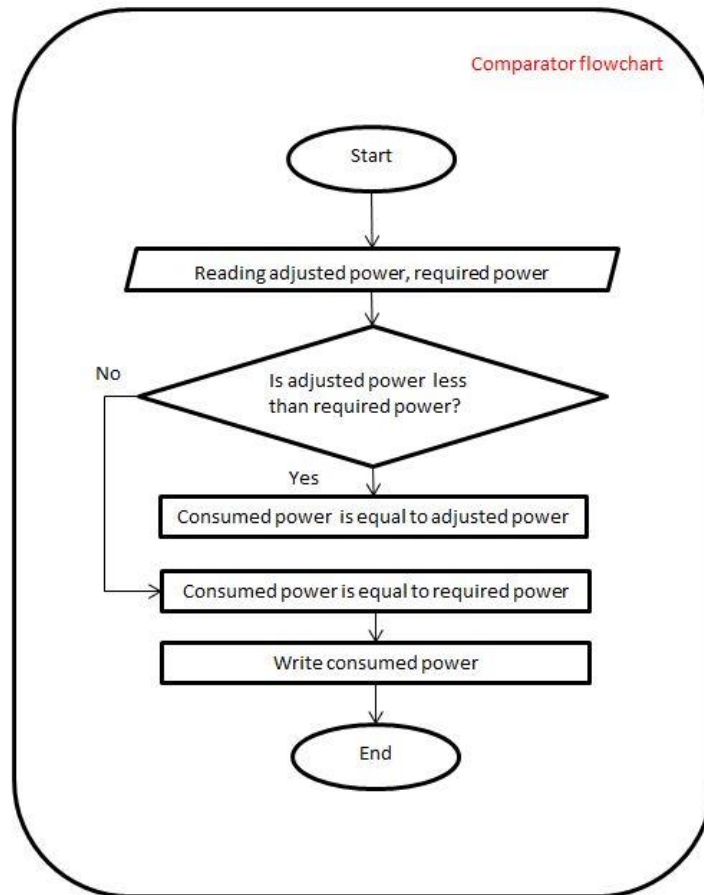 Comparator flowchart
Start
Reading adjusted power, required power
Is adjusted power less
than required power?
No
Yes
Consumed power is equal to adjusted power
Consumed power is equal to required power
Write consumed power
End